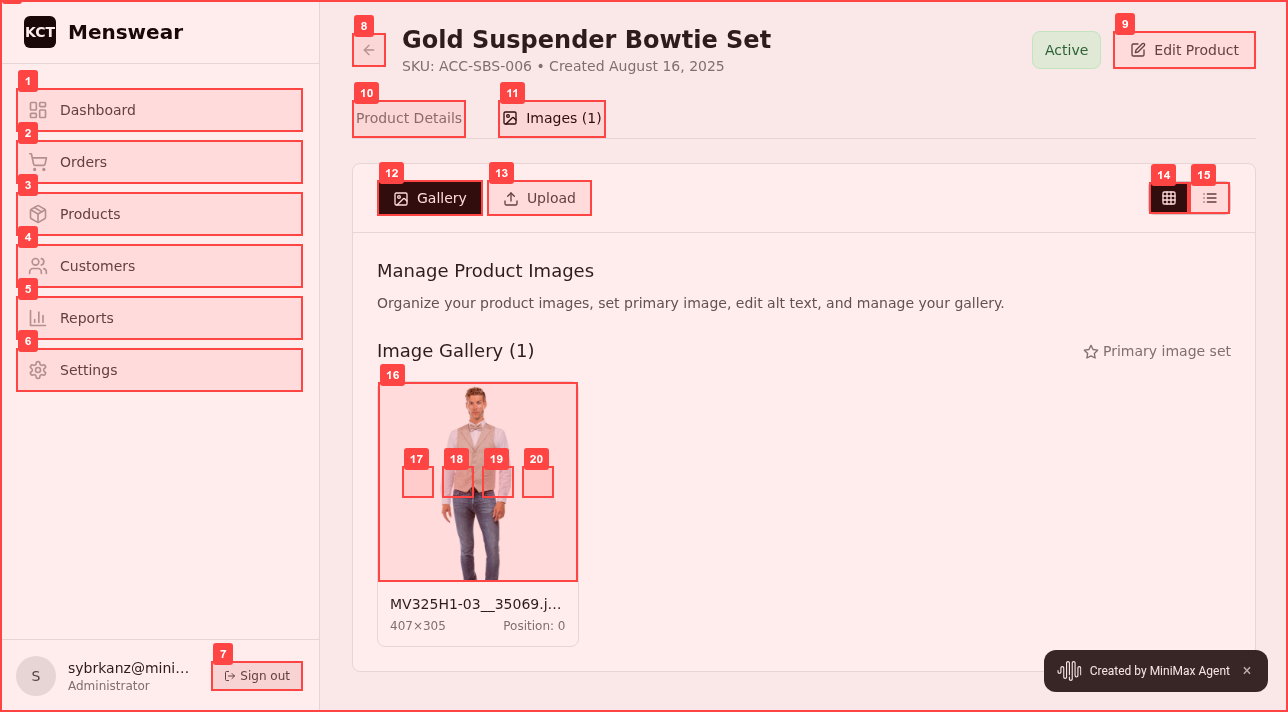 KCT Menswear
1
Dashboard
2
Orders
3
Products
4
Customers
5
Reports
6
Settings
S
sybrkanz@mini...
Administrator
7
Sign out
8
Gold Suspender Bowtie Set
SKU: ACC-SBS-006 • Created August 16, 2025
Active
9
Edit Product
10
Product Details
11
Images (1)
12
Gallery
13
Upload
14
15
Manage Product Images
Organize your product images, set primary image, edit alt text, and manage your gallery.
Image Gallery (1)
Primary image set
16
17
18
19
20
MV325H1-03__35069.j...
407×305
Position: 0
Created by MiniMax Agent ×